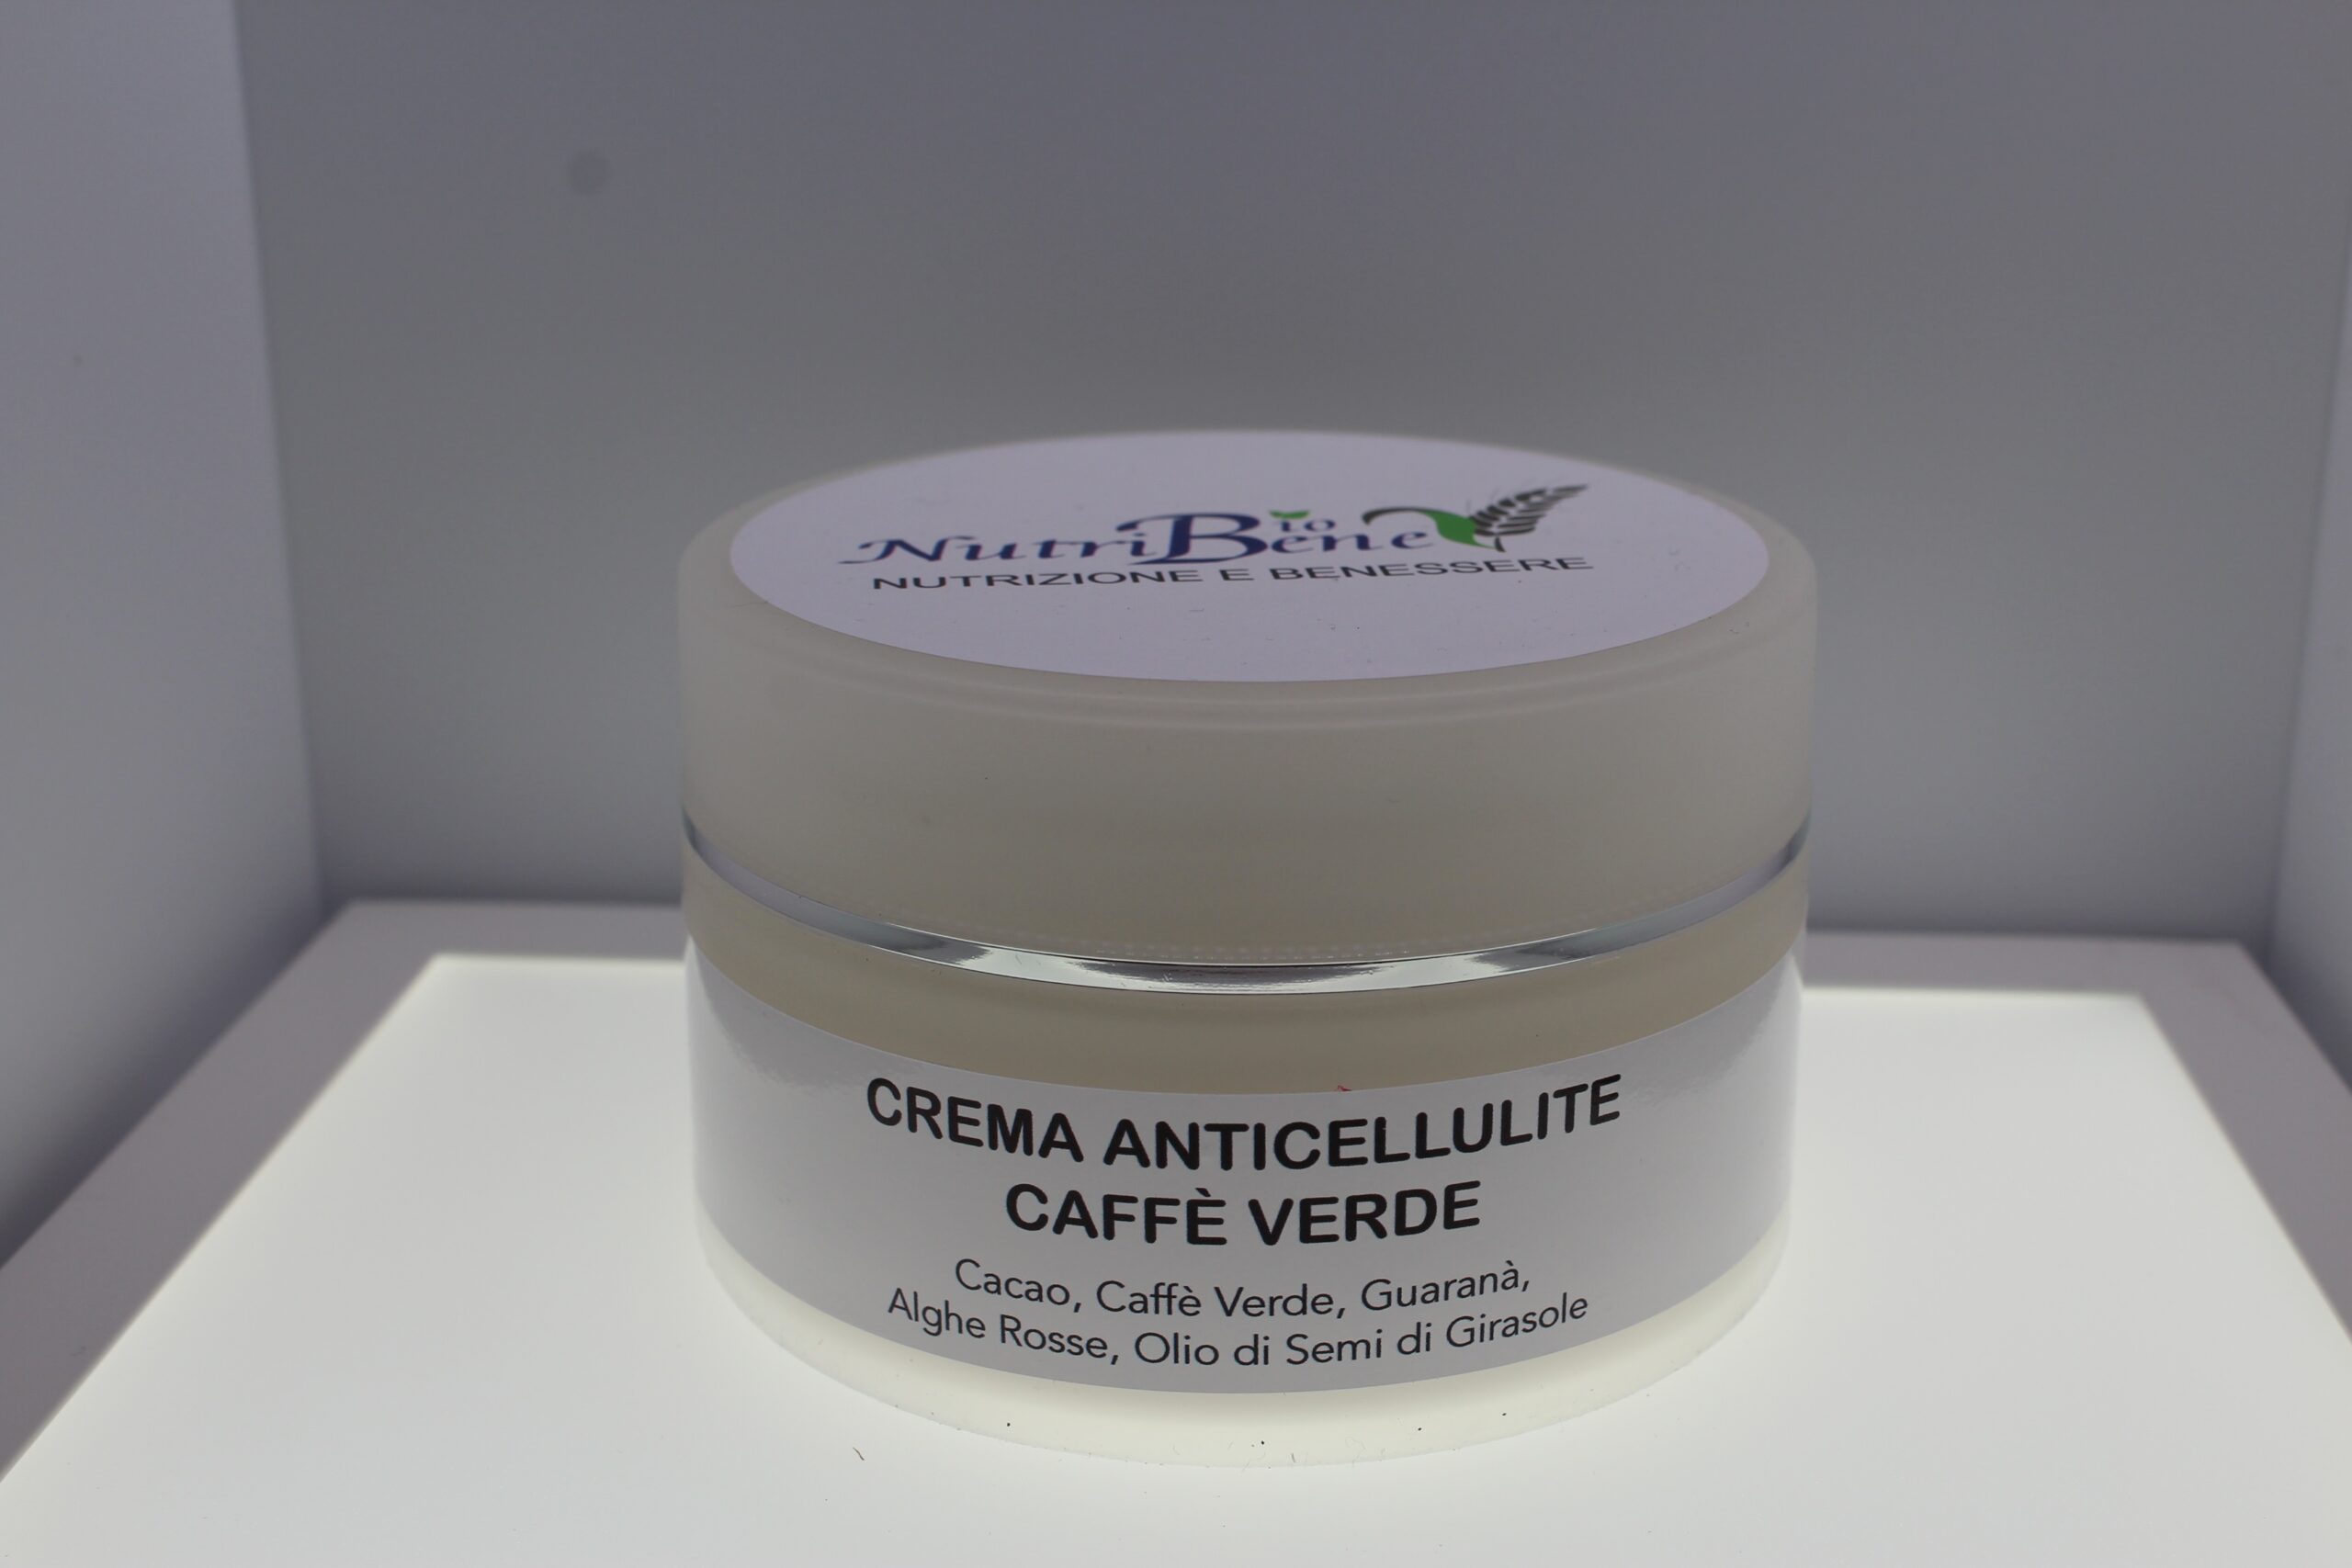 NutriBioBene
NUTRIZIONE E BENESSERE
CREMA ANTICELLULITE
CAFFÈ VERDE
Cacao, Caffè Verde, Guaranà,
Alghe Rosse, Olio di Semi di Girasole